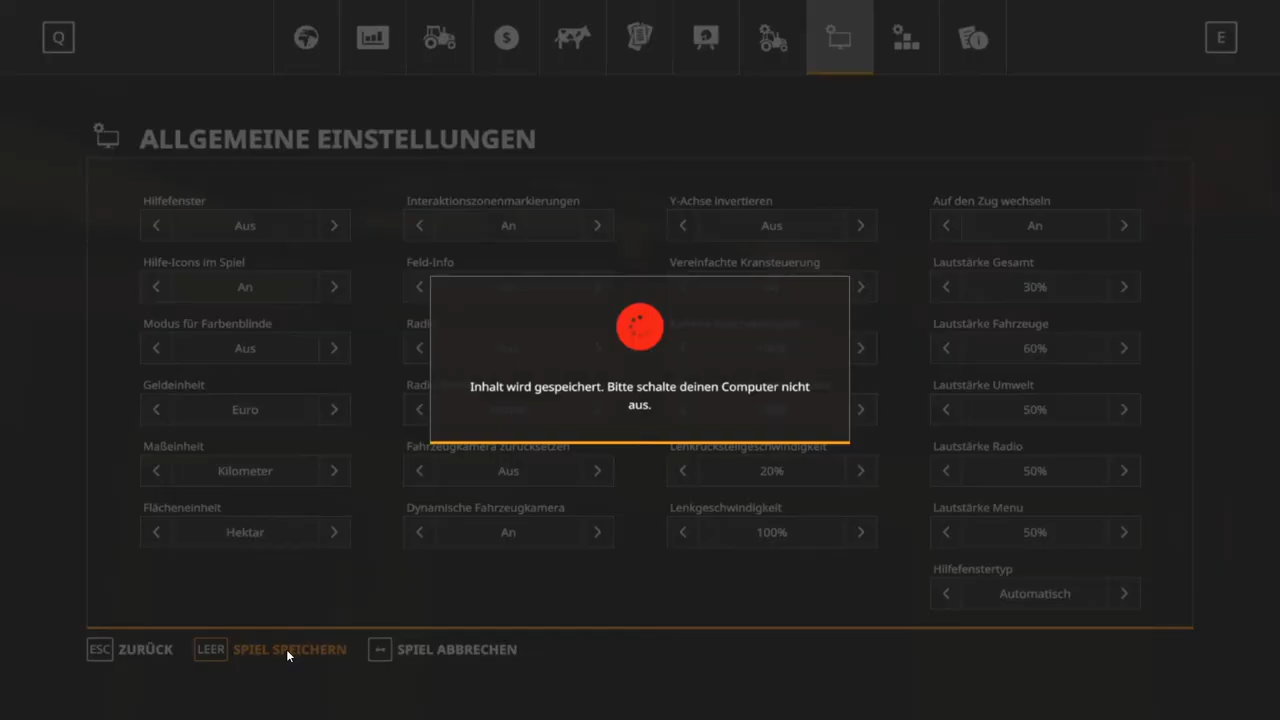 Q
E
ALLGEMEINE EINSTELLUNGEN
Hilfefenster
Aus
Interaktionszonenmarkierungen
An
Y-Achse invertieren
Aus
Auf den Zug wechseln
An
Hilfe-Icons im Spiel
An
Feld-Info
Vereinfachte Kransteuerung
Lautstärke Gesamt
30%
Modus für Farbenblinde
Aus
Lautstärke Fahrzeuge
60%
Inhalt wird gespeichert. Bitte schalte deinen Computer nicht
aus.
Geldeinheit
Euro
Lautstärke Umwelt
50%
Maßeinheit
Kilometer
Fahrzeugkamera zurücksetzen
Aus
Lenkrückstellgeschwindigkeit
20%
Lautstärke Radio
50%
Flächeneinheit
Hektar
Dynamische Fahrzeugkamera
An
Lenkgeschwindigkeit
100%
Lautstärke Menu
50%
Hilfefenstertyp
Automatisch
ESC ZURÜCK
LEER SPIEL SPEICHERN
SPIEL ABBRECHEN